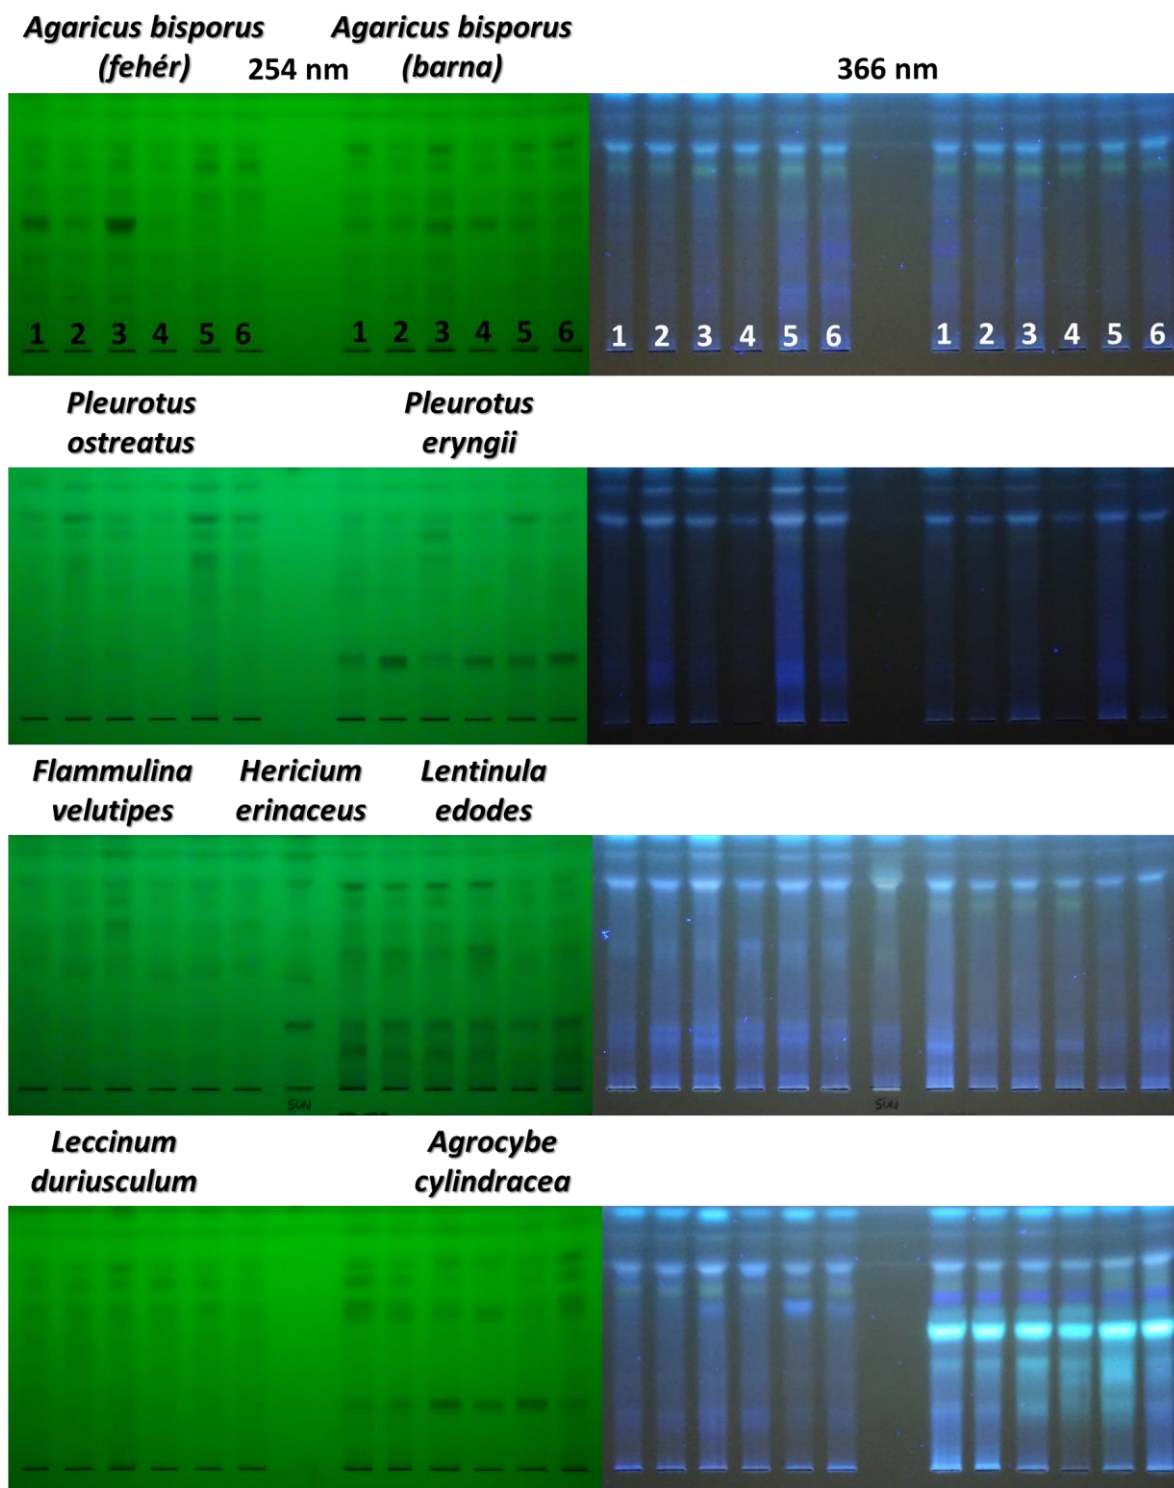 Agaricus bisporus Agaricus bisporus
(fehér) 254 nm (barna) 366 nm
1 2 3 4 5 6 1 2 3 4 5 6 1 2 3 4 5 6 1 2 3 4 5 6
Pleurotus Pleurotus
ostreatus eryngii
Flammulina Hericium Lentinula
velutipes erinaceus edodes
Leccinum Agrocybe
duriusculum cylindracea